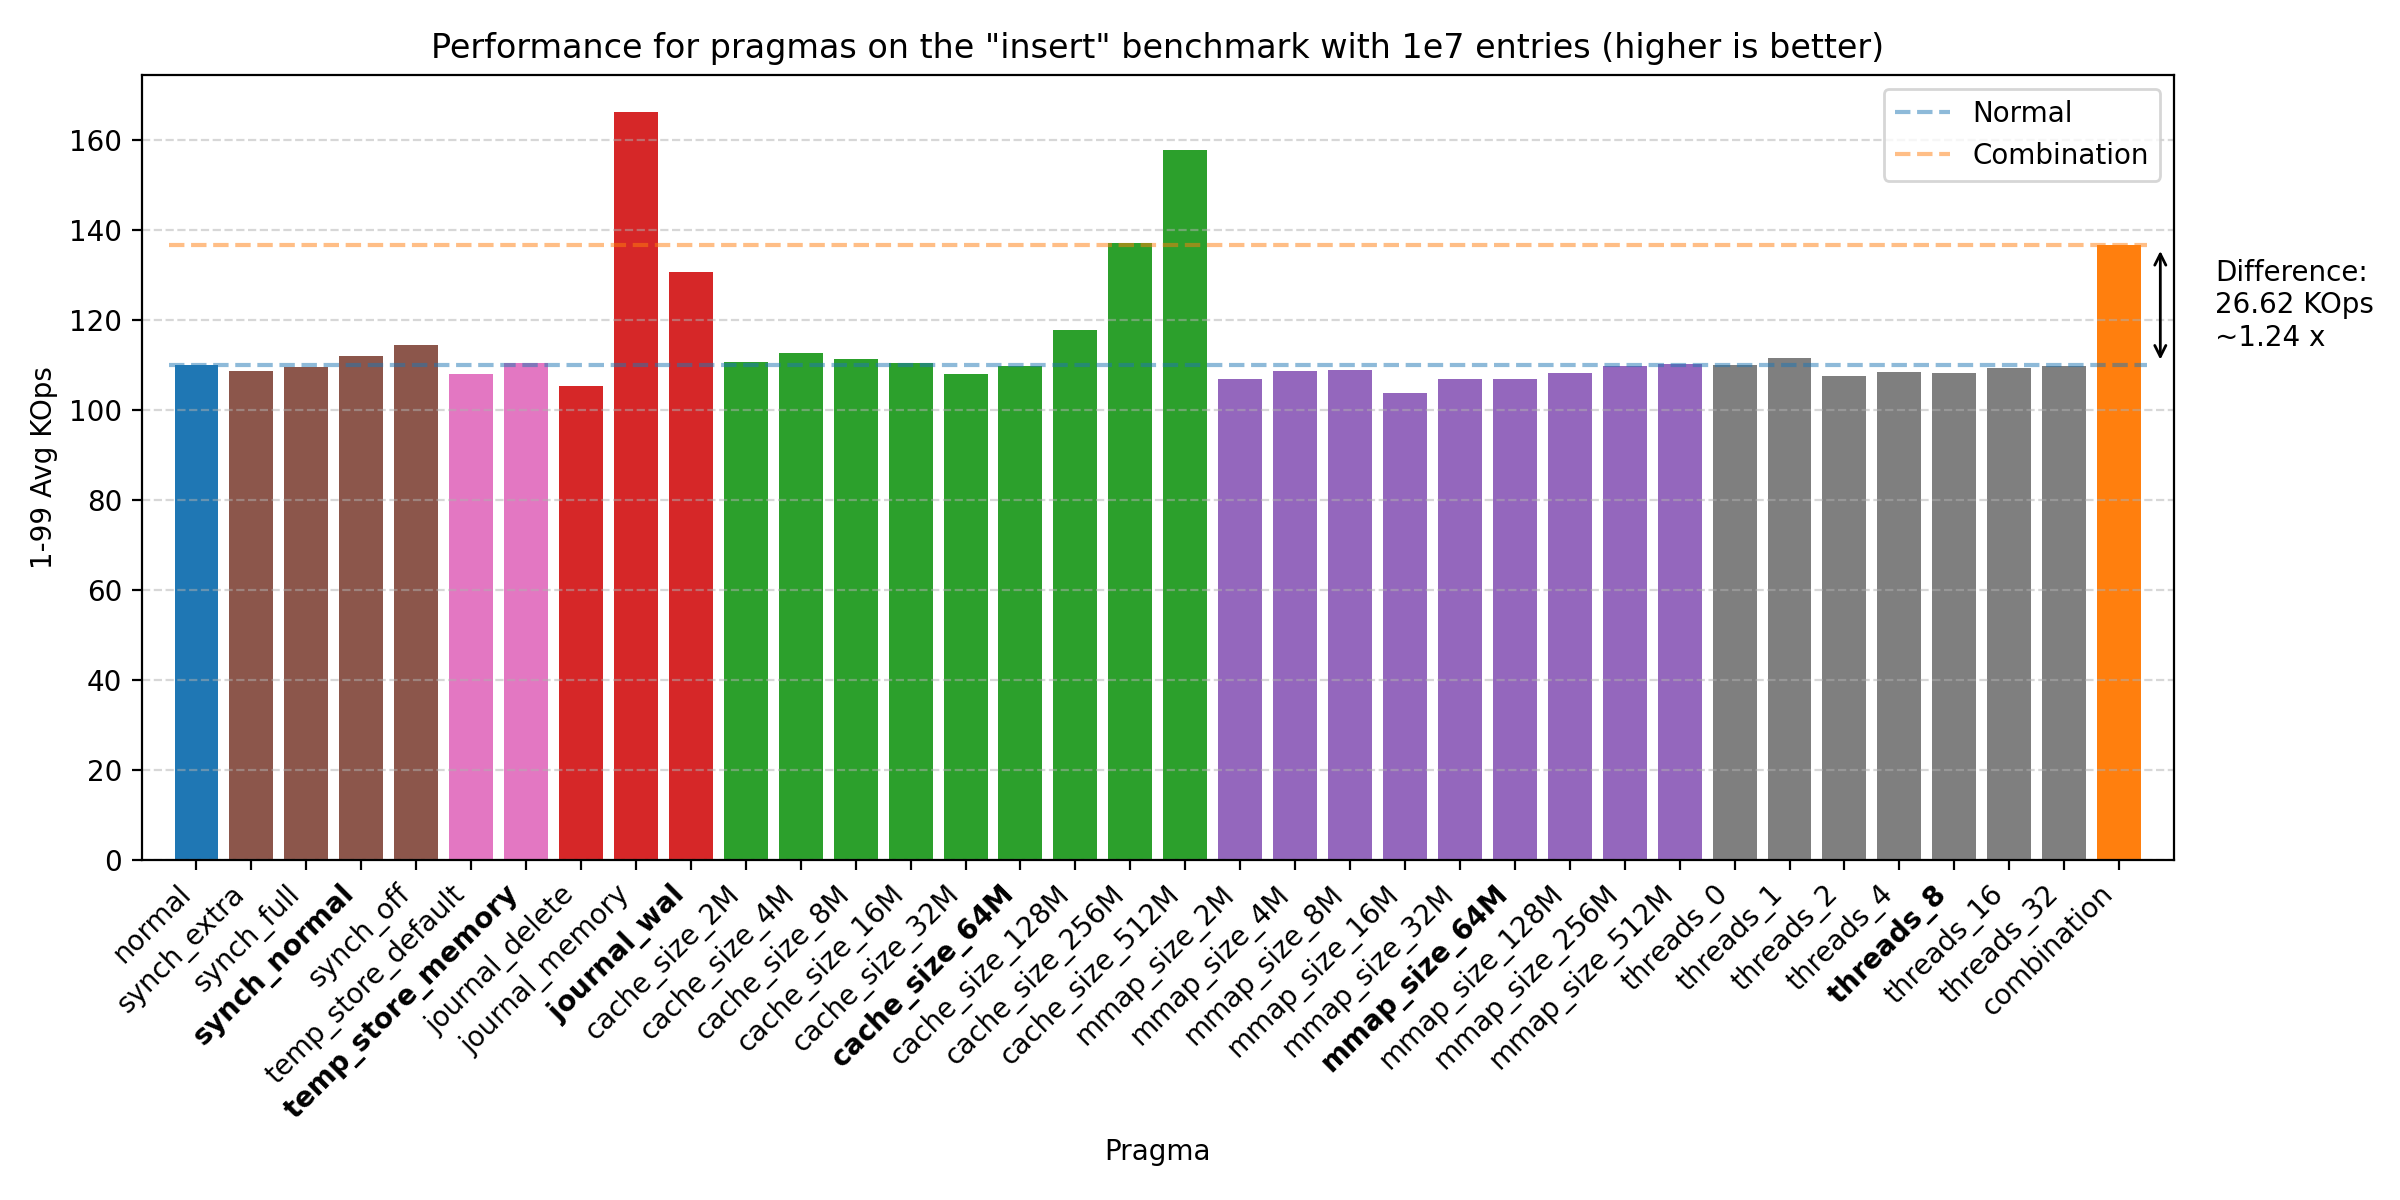 Performance for pragmas on the "insert" benchmark with 1e7 entries (higher is better)
Normal
Combination
160
140
120
100
80
60
40
20
0
1-99 Avg KOps
Difference:
26.62 KOps
~1.24 x
normal
synch_extra
synch_full
synch_normal
synch_off
temp_store_default
temp_store_memory
journal_delete
journal_memory
journal_wal
cache_size_2M
cache_size_4M
cache_size_8M
cache_size_16M
cache_size_32M
cache_size_64M
cache_size_128M
cache_size_256M
cache_size_512M
mmap_size_2M
mmap_size_4M
mmap_size_8M
mmap_size_16M
mmap_size_32M
mmap_size_64M
mmap_size_128M
mmap_size_256M
mmap_size_512M
threads_0
threads_1
threads_2
threads_4
threads_8
threads_16
threads_32
combination
Pragma